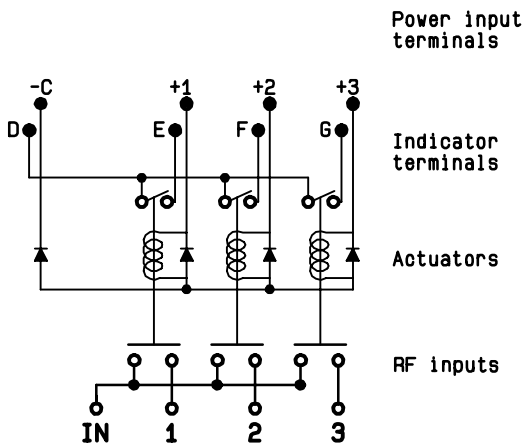 Power input
terminals
-C +1 +2 +3
D E F G
Indicator
terminals
Actuators
RF inputs
IN 1 2 3